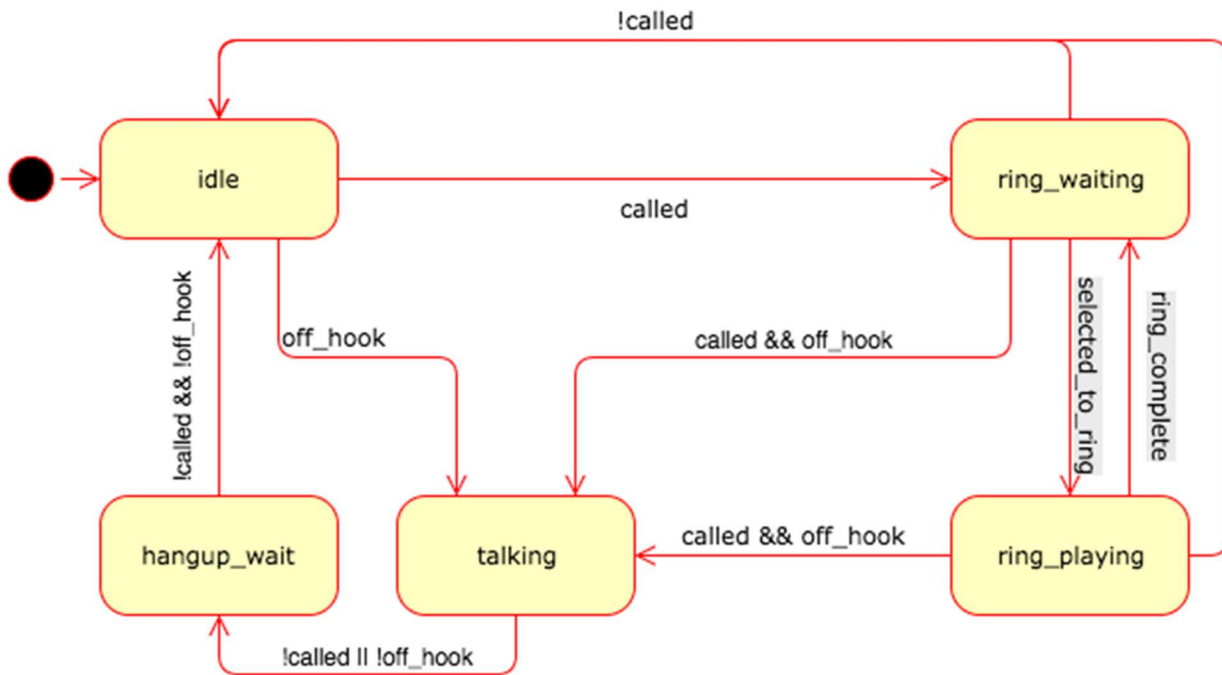 !called
idle
ring_waiting
called
!called && !off_hook
off_hook
called && off_hook
selected_to_ring
ring_complete
hangup_wait
talking
called && off_hook
ring_playing
!called || !off_hook